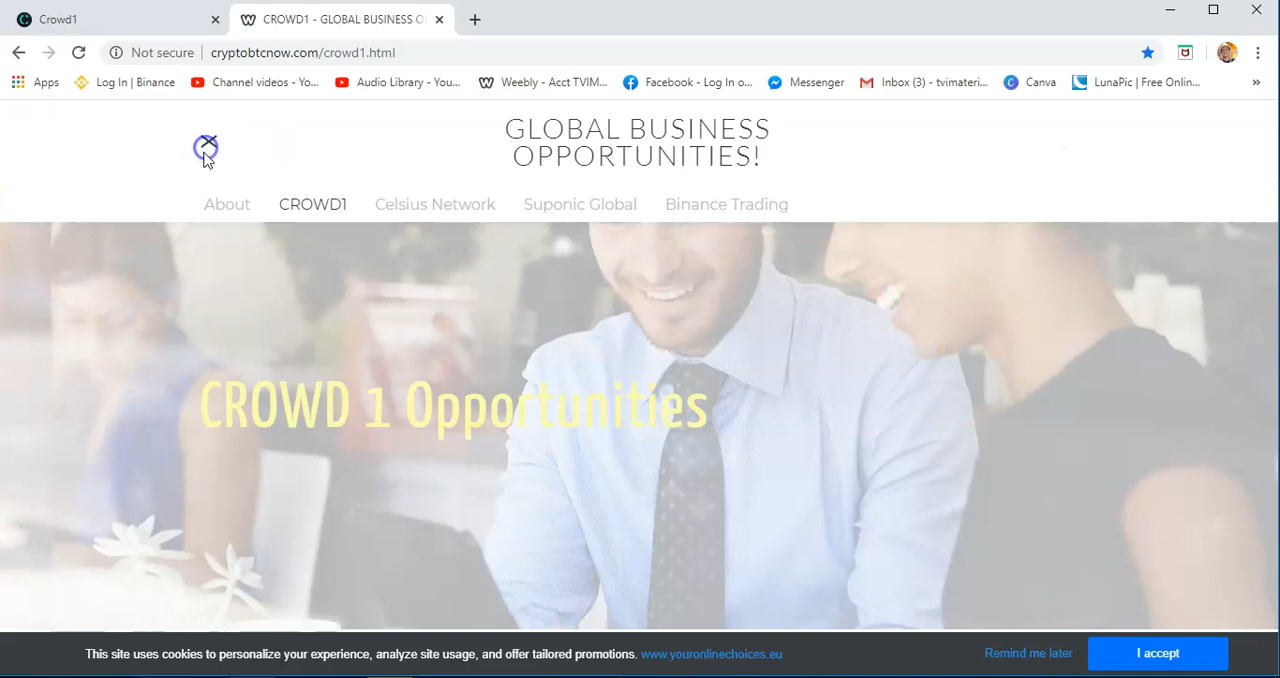 Crowd1
CROWD1 - GLOBAL BUSINESS O
Not secure
cryptobtcnow.com/crowd1.html
Apps
Log In | Binance
Channel videos - Yo...
Audio Library - You...
Weebly - Acct TVIM...
Facebook - Log In o...
Messenger
Inbox (3) - tvimateri...
Canva
LunaPic | Free Onlin...
GLOBAL BUSINESS
OPPORTUNITIES!
About
CROWD1
Celsius Network
Suponic Global
Binance Trading
CROWD 1 Opportunities
This site uses cookies to personalize your experience, analyze site usage, and offer tailored promotions. www.youronlinechoices.eu
Remind me later
I accept